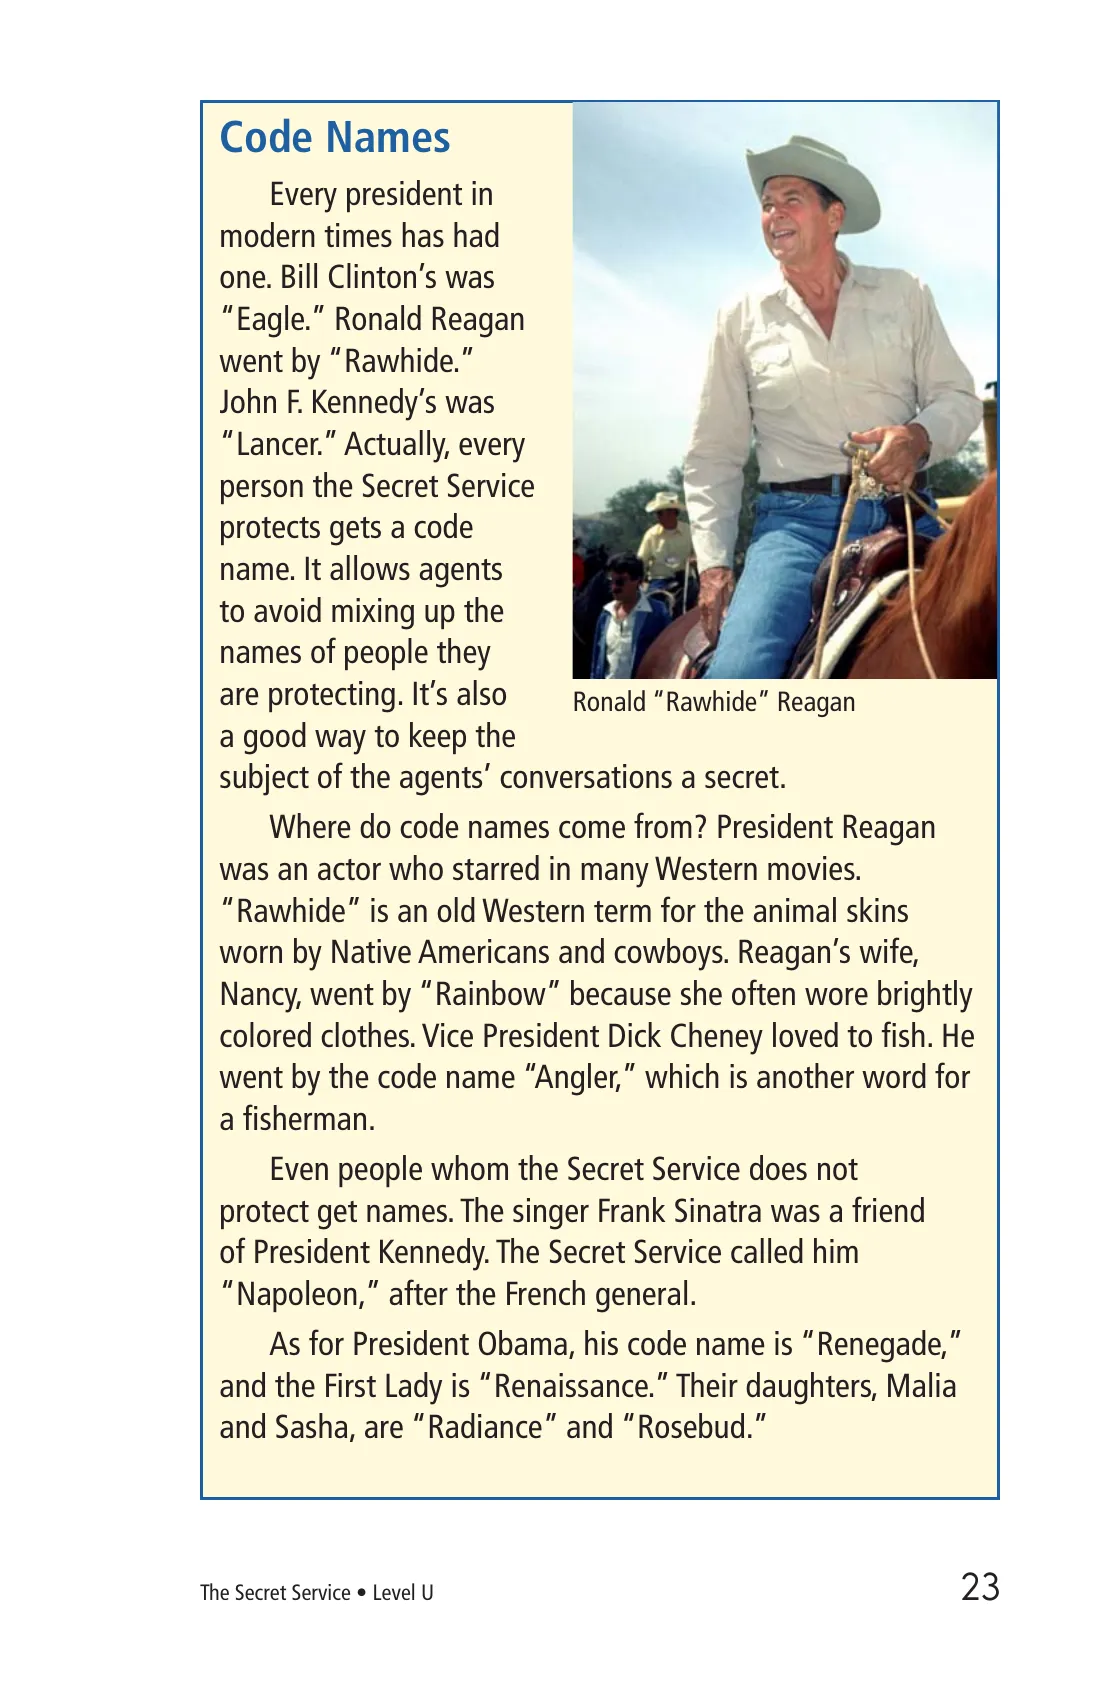 Code Names
Every president in
modern times has had
one. Bill Clinton’s was
“Eagle.” Ronald Reagan
went by “Rawhide.”
John F. Kennedy’s was
“Lancer.” Actually, every
person the Secret Service
protects gets a code
name. It allows agents
to avoid mixing up the
names of people they
are protecting. It’s also
a good way to keep the
subject of the agents’ conversations a secret.
Ronald “Rawhide” Reagan
Where do code names come from? President Reagan
was an actor who starred in many Western movies.
“Rawhide” is an old Western term for the animal skins
worn by Native Americans and cowboys. Reagan’s wife,
Nancy, went by “Rainbow” because she often wore brightly
colored clothes. Vice President Dick Cheney loved to fish. He
went by the code name “Angler,” which is another word for
a fisherman.
Even people whom the Secret Service does not
protect get names. The singer Frank Sinatra was a friend
of President Kennedy. The Secret Service called him
“Napoleon,” after the French general.
As for President Obama, his code name is “Renegade,”
and the First Lady is “Renaissance.” Their daughters, Malia
and Sasha, are “Radiance” and “Rosebud.”
The Secret Service • Level U
23